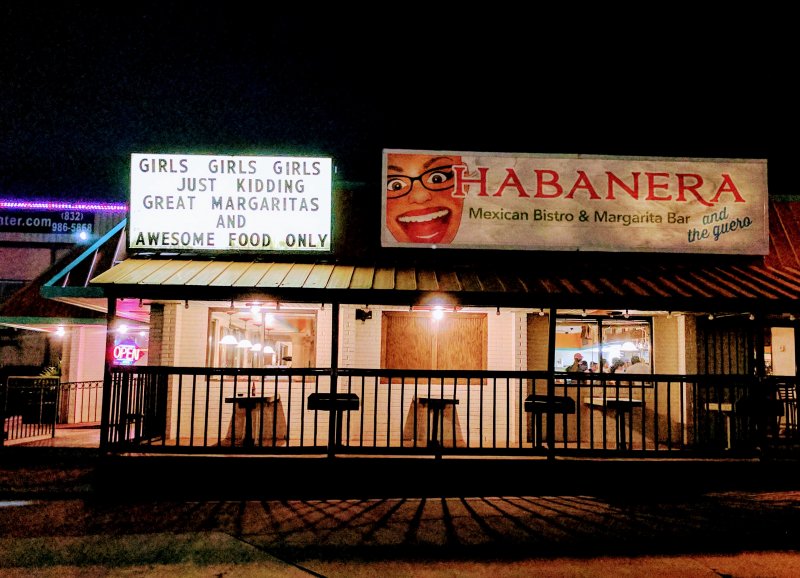 GIRLS GIRLS GIRLS
JUST KIDDING
GREAT MARGARITAS
AND
AWESOME FOOD ONLY
HABANERA
Mexican Bistro & Margarita Bar
and
the guero
nter.com
(832)
986-5868
OPEN